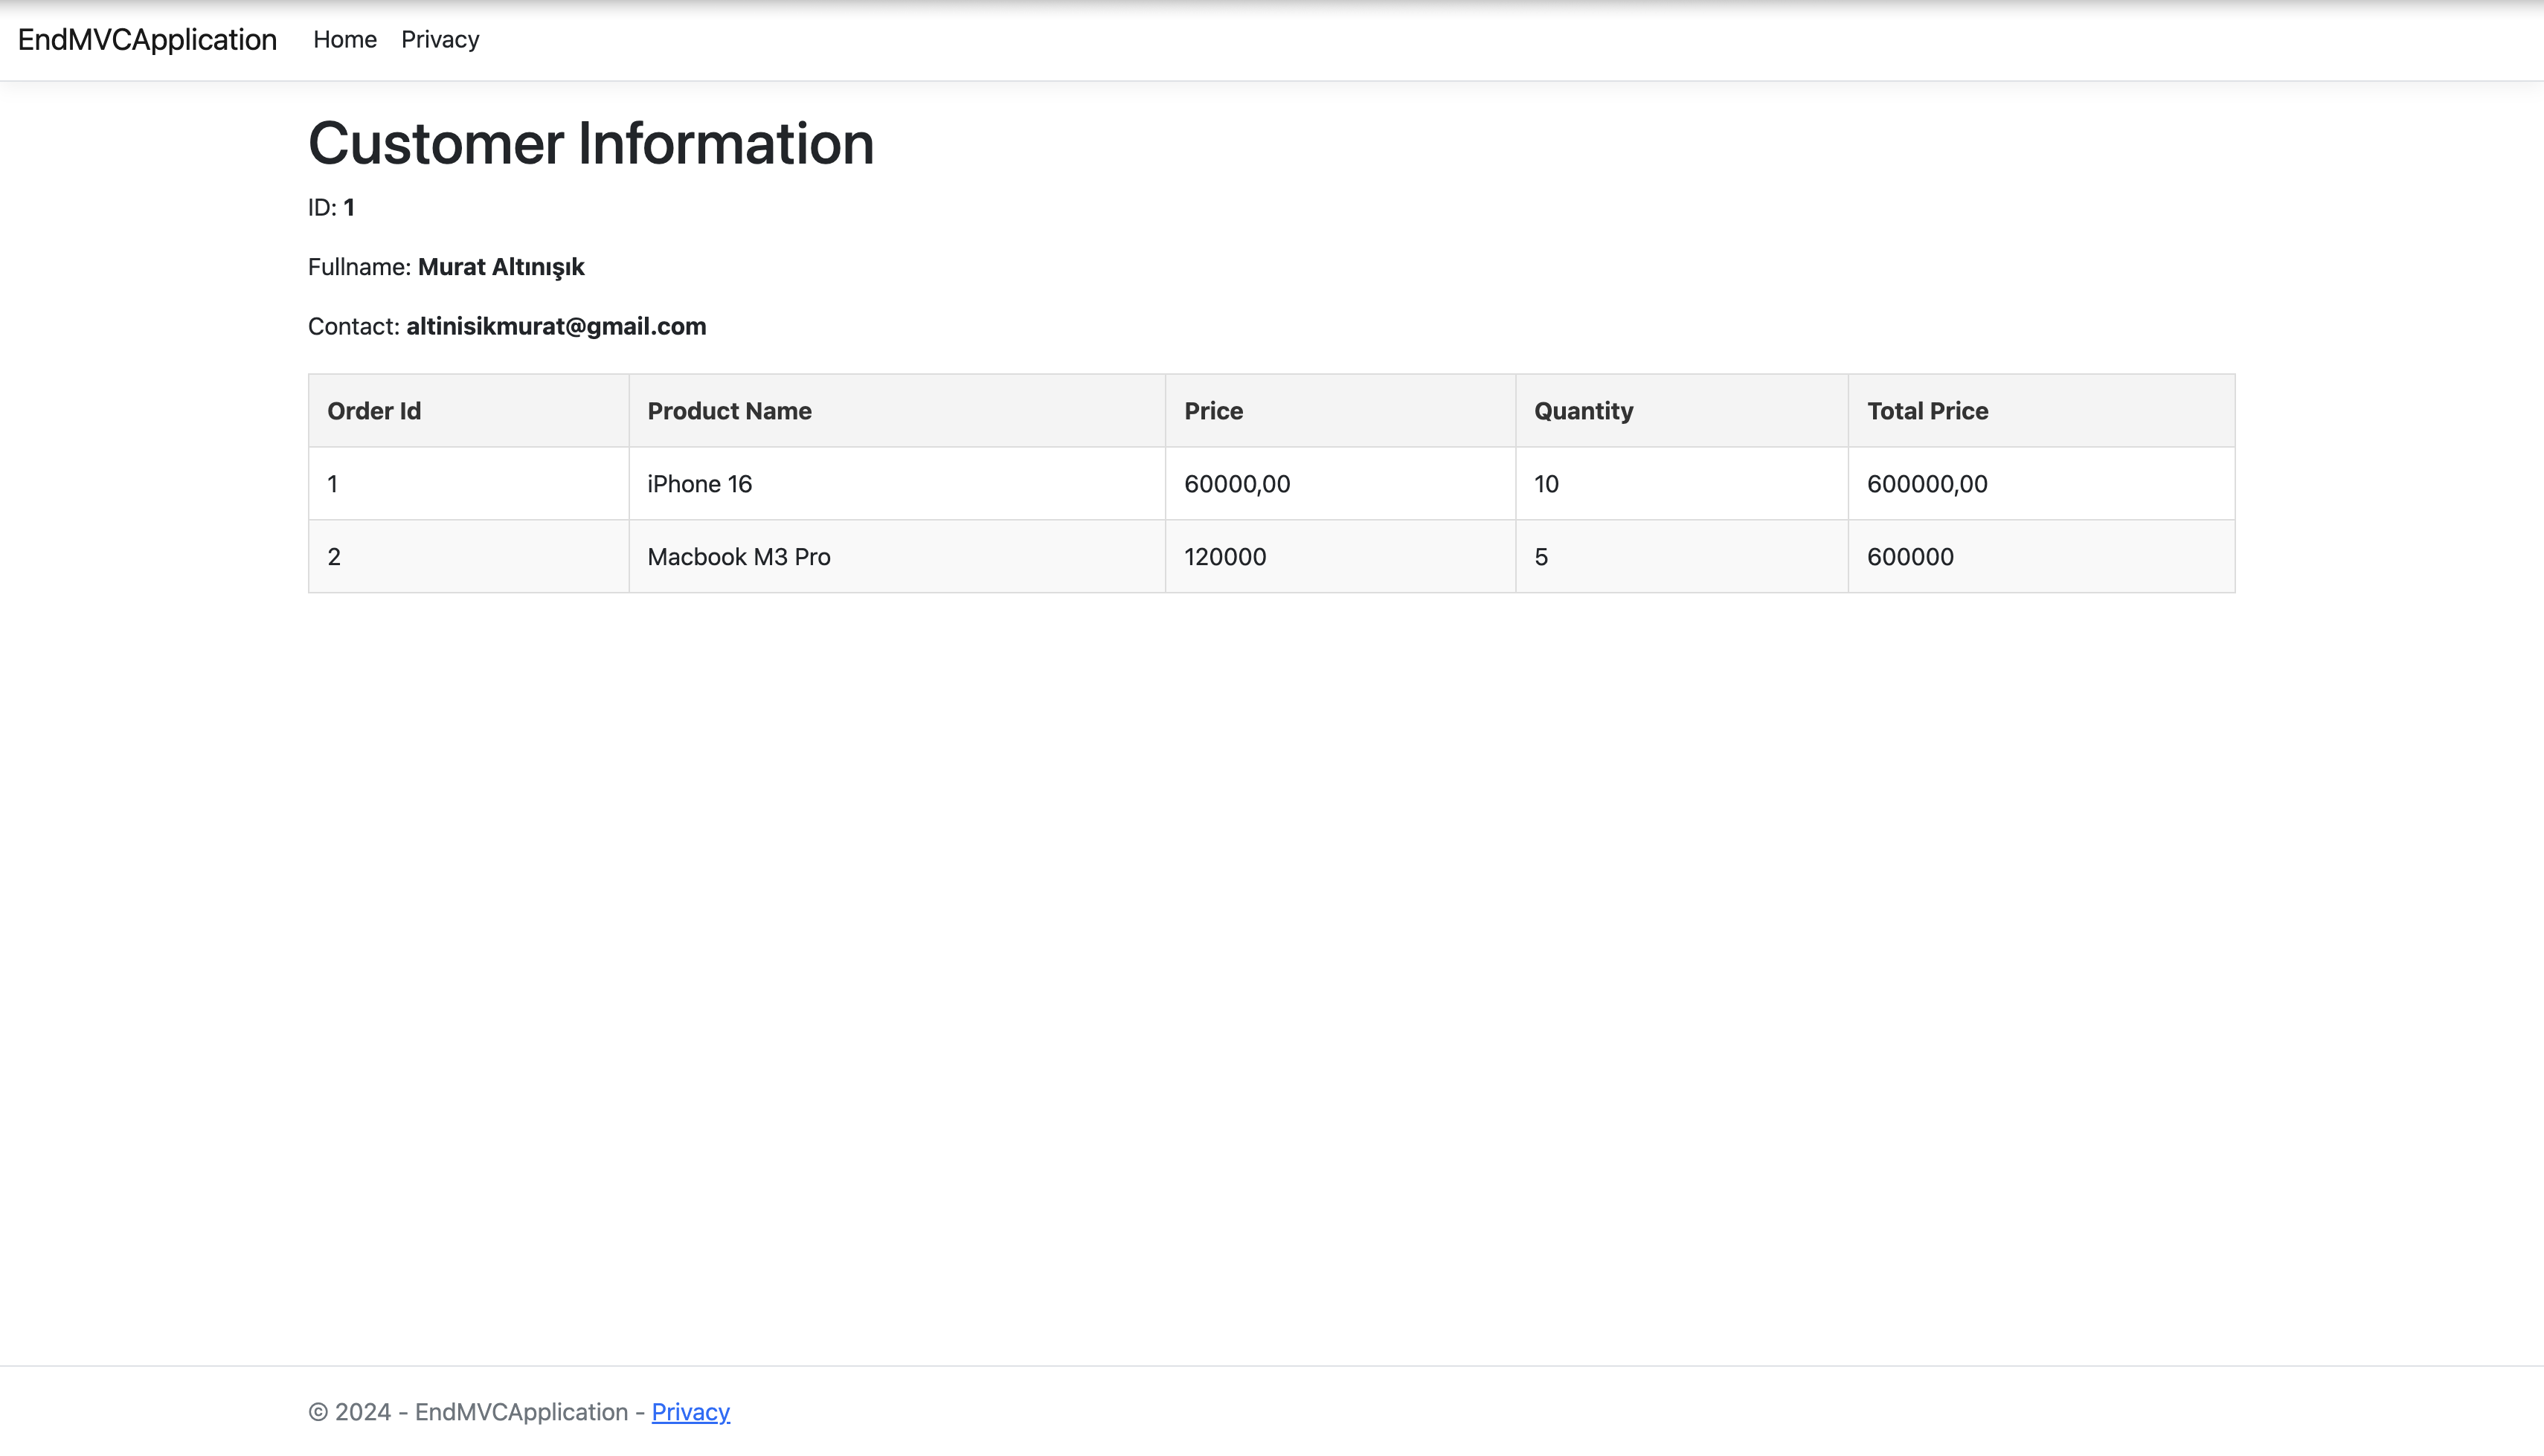 EndMVCApplication Home Privacy
Customer Information
ID: 1
Fullname: Murat Altınışık
Contact: altinisikmurat@gmail.com
Order Id Product Name Price Quantity Total Price
1 iPhone 16 60000,00 10 600000,00
2 Macbook M3 Pro 120000 5 600000
© 2024 - EndMVCApplication - Privacy